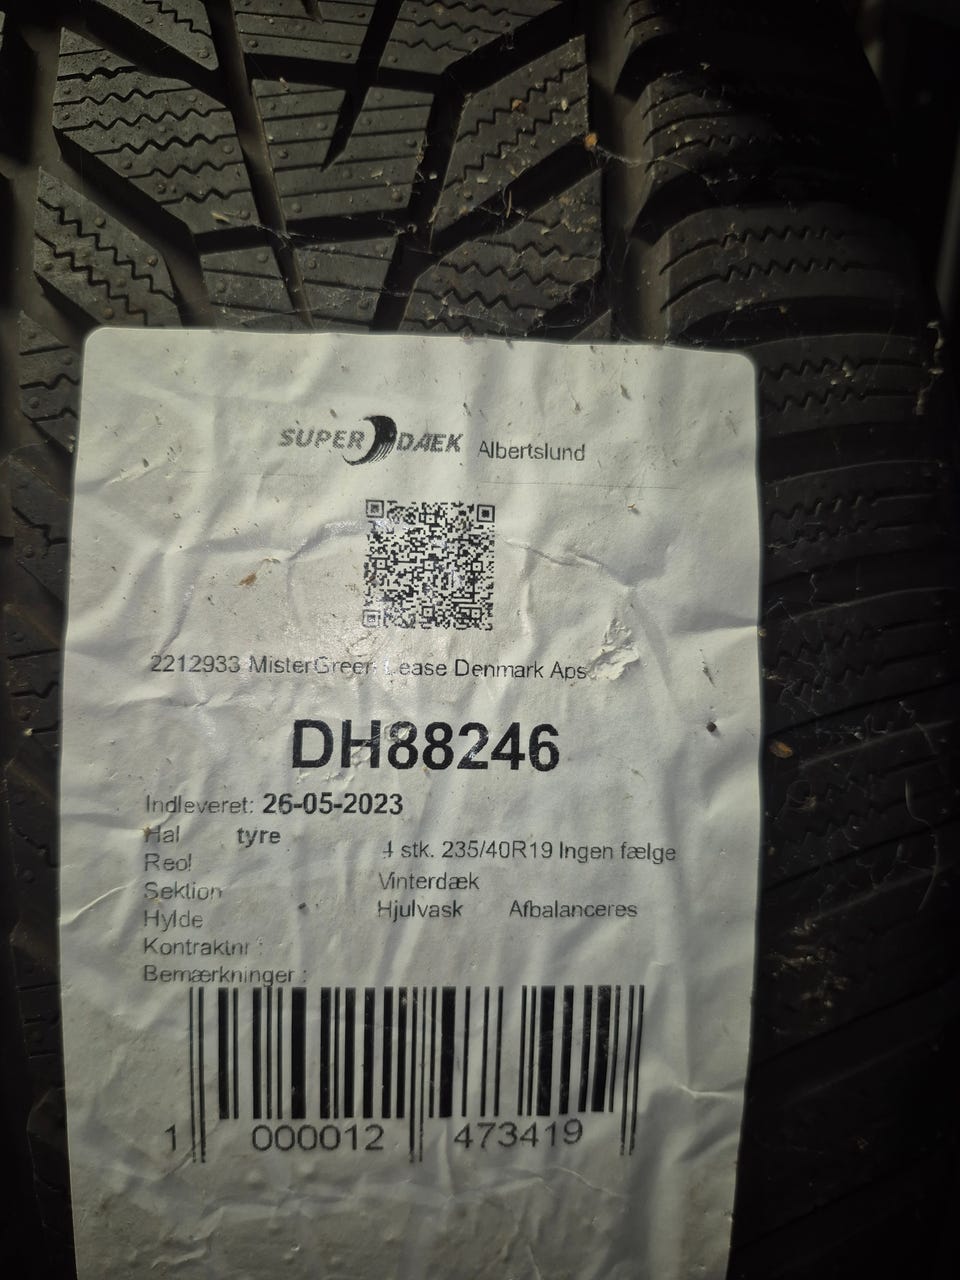 SUPER DÆK Albertslund
2212933 MisterGreen Lease Denmark Aps
DH88246
Indleveret: 26-05-2023
Hal tyre
4 stk. 235/40R19 Ingen fælge
Reol
Vinterdæk
Sektion
Hjulvask Afbalanceres
Hylde
Kontraktnr :
Bemærkninger :
1 000012 473419